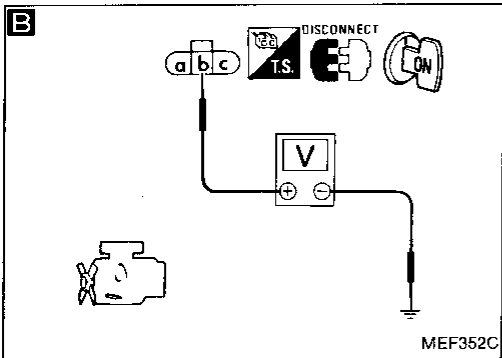 B
DISCONNECT
a b c
T.S.
ON
V
+ −
MEF352C